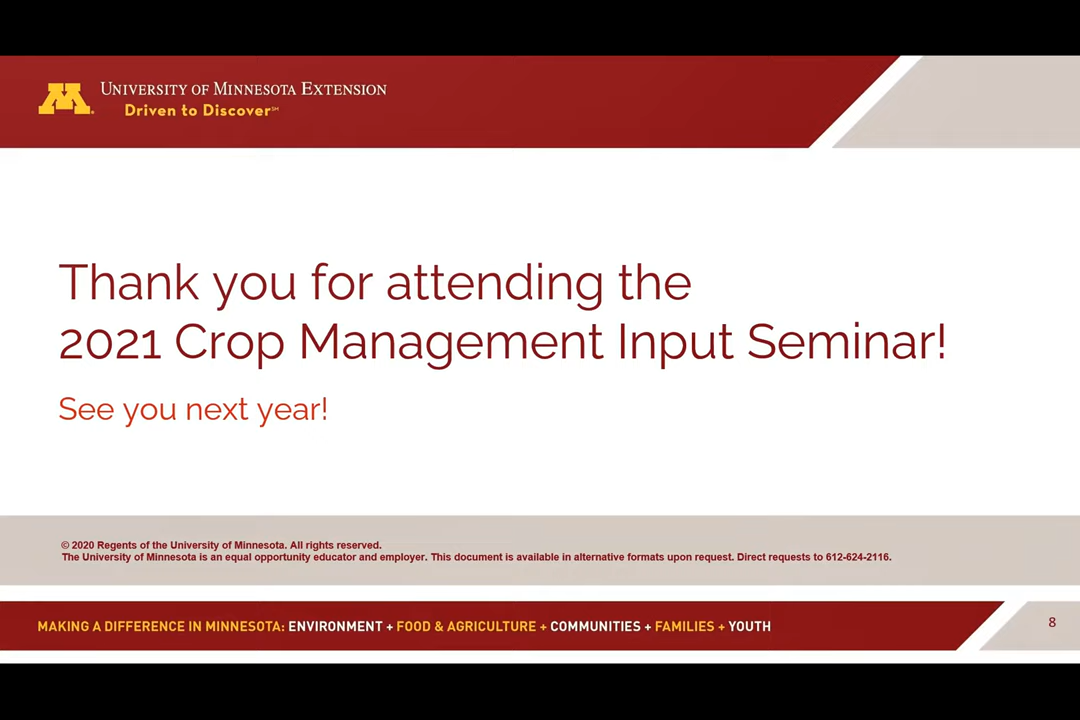 UNIVERSITY OF MINNESOTA EXTENSION
Driven to Discover℠
Thank you for attending the
2021 Crop Management Input Seminar!
See you next year!
© 2020 Regents of the University of Minnesota. All rights reserved.
The University of Minnesota is an equal opportunity educator and employer. This document is available in alternative formats upon request. Direct requests to 612-624-2116.
MAKING A DIFFERENCE IN MINNESOTA: ENVIRONMENT + FOOD & AGRICULTURE + COMMUNITIES + FAMILIES + YOUTH
8